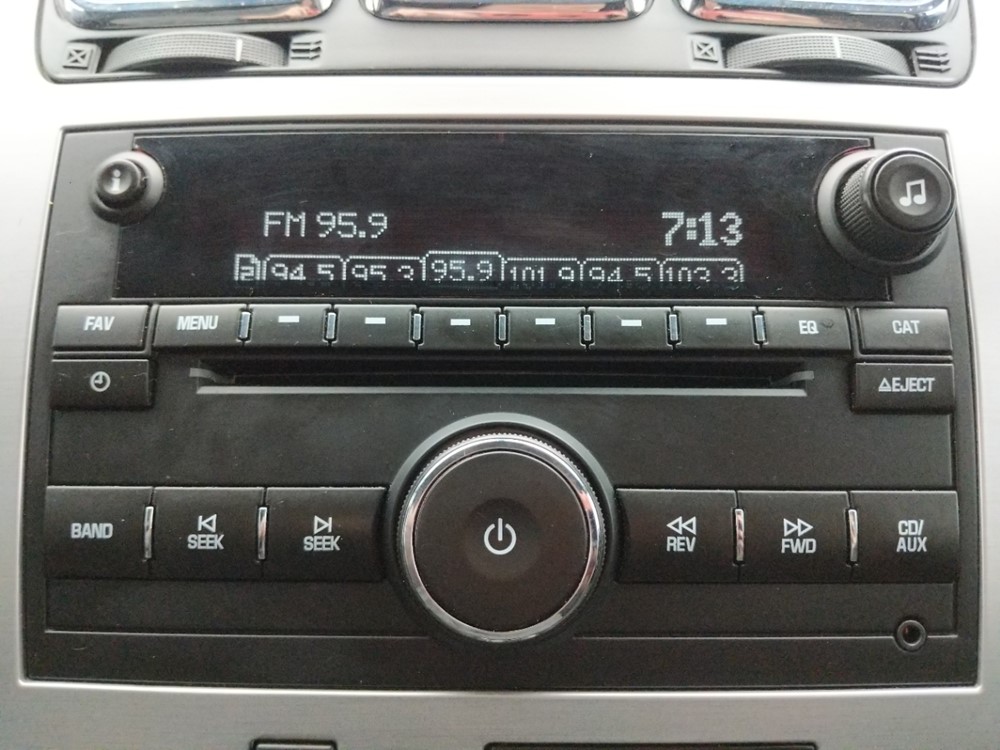 FM 95.9 7:13
2 94.5 95.3 95.9 101.9 94.5 103.3
FAV MENU EQ CAT
EJECT
BAND SEEK SEEK REV FWD CD/
AUX